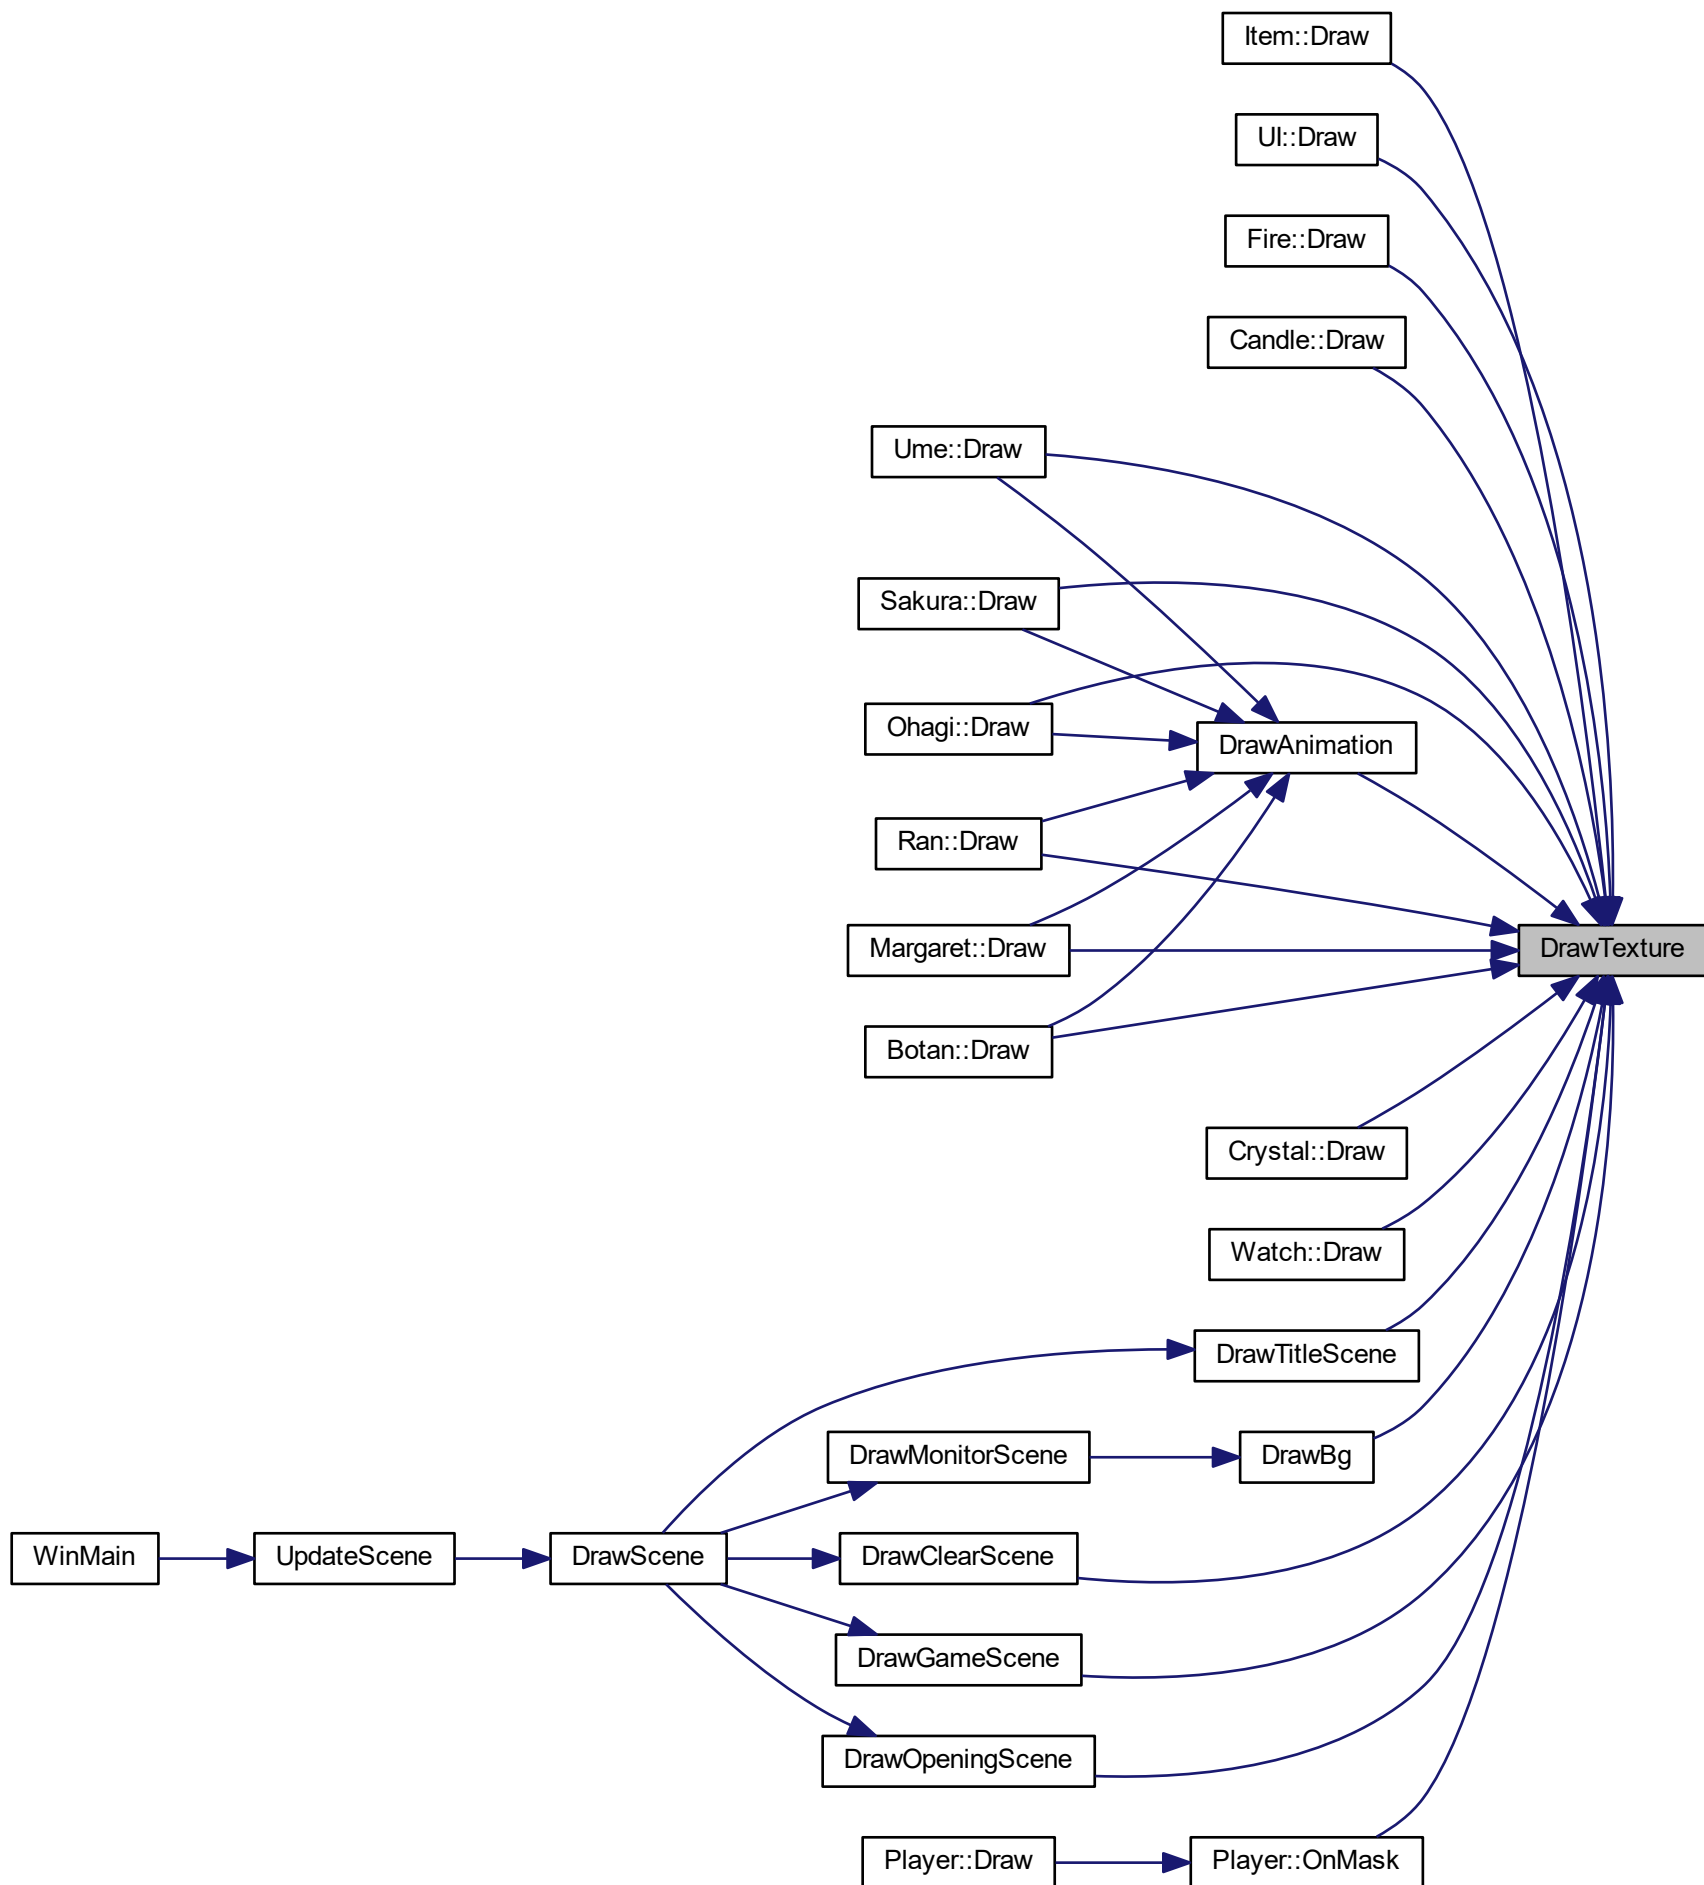 Item::Draw
UI::Draw
Fire::Draw
Candle::Draw
Ume::Draw
Sakura::Draw
Ohagi::Draw
DrawAnimation
Ran::Draw
Margaret::Draw
DrawTexture
Botan::Draw
Crystal::Draw
Watch::Draw
DrawTitleScene
DrawMonitorScene
DrawBg
WinMain
UpdateScene
DrawScene
DrawClearScene
DrawGameScene
DrawOpeningScene
Player::Draw
Player::OnMask